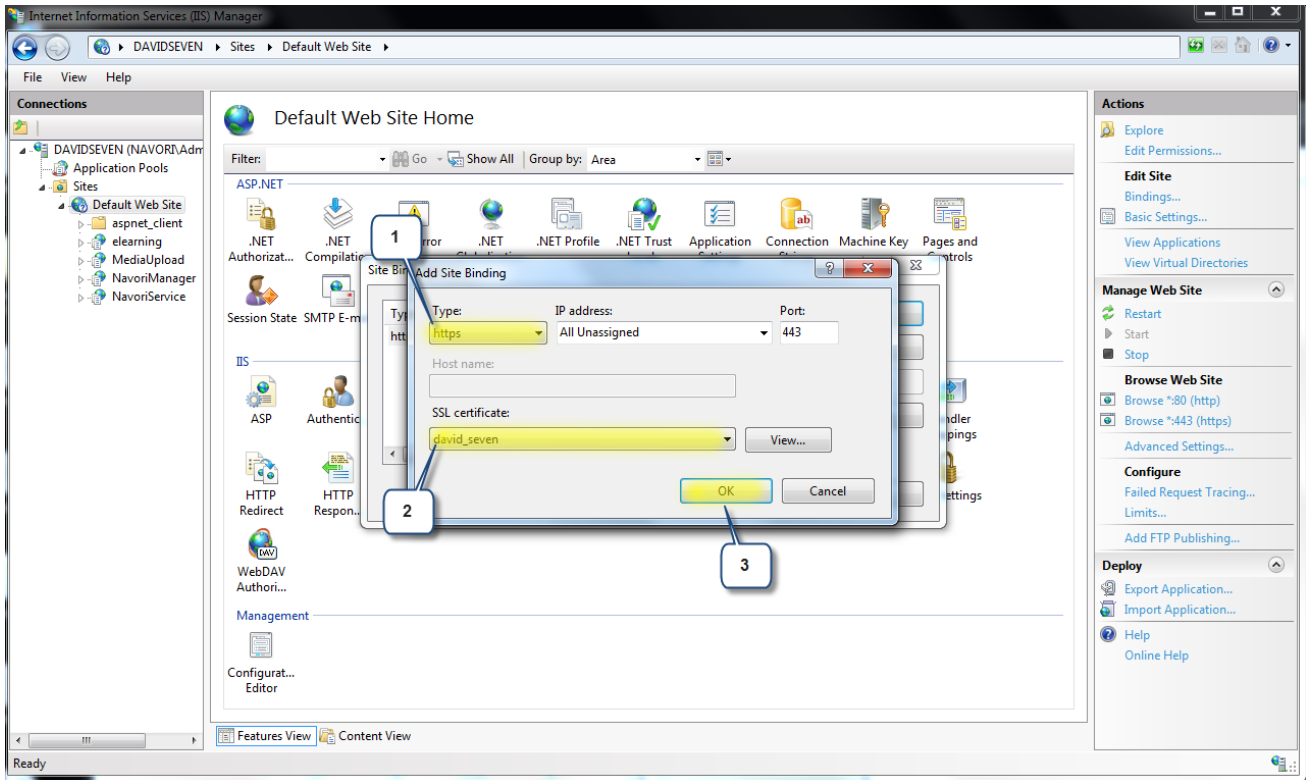 Internet Information Services (IIS) Manager
DAVIDSEVEN Sites Default Web Site
File View Help
Connections
DAVIDSEVEN (NAVORI\Adm
Application Pools
Sites
Default Web Site
aspnet_client
elearning
MediaUpload
NavoriManager
NavoriService
Default Web Site Home
Filter: Go Show All Group by: Area
ASP.NET
.NET Authorizat...
.NET
.NET
.NET Profile
.NET Trust
Application
Connection
Machine Key
Pages and
Session State
SMTP E-m
IIS
ASP
Authentic
HTTP Redirect
HTTP Respon...
WebDAV Authori...
Management
Configurat... Editor
Site Bin
Add Site Binding
Type: IP address: Port:
https All Unassigned 443
Host name:
SSL certificate:
david_seven View...
OK Cancel
1
2
3
Features View Content View
Ready
Actions
Explore
Edit Permissions...
Edit Site
Bindings...
Basic Settings...
View Applications
View Virtual Directories
Manage Web Site
Restart
Start
Stop
Browse Web Site
Browse *:80 (http)
Browse *:443 (https)
Advanced Settings...
Configure
Failed Request Tracing...
Limits...
Add FTP Publishing...
Deploy
Export Application...
Import Application...
Help
Online Help